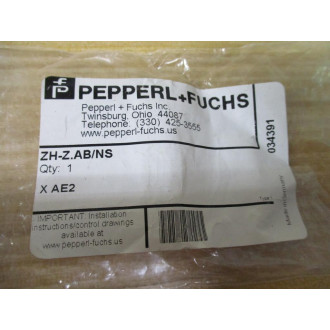 PEPPERL+FUCHS
Pepperl + Fuchs Inc.
Twinsburg, Ohio 44087
Telephone: (330) 425-3555
www.pepperl-fuchs.us
034391
ZH-Z.AB/NS
Qty: 1
X AE2
IMPORTANT: Installation
instructions/control drawings
available at
www.pepperl-fuchs.us